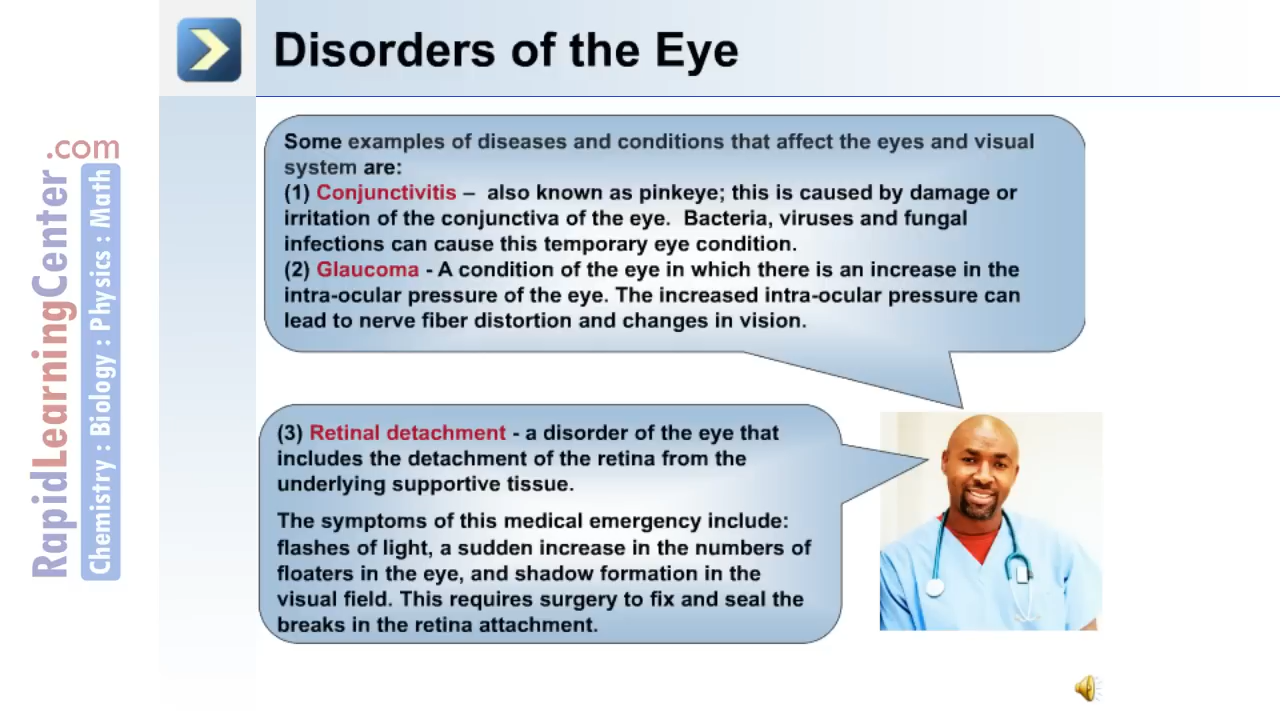 Disorders of the Eye
Some examples of diseases and conditions that affect the eyes and visual
system are:
(1) Conjunctivitis – also known as pinkeye; this is caused by damage or
irritation of the conjunctiva of the eye. Bacteria, viruses and fungal
infections can cause this temporary eye condition.
(2) Glaucoma - A condition of the eye in which there is an increase in the
intra-ocular pressure of the eye. The increased intra-ocular pressure can
lead to nerve fiber distortion and changes in vision.
(3) Retinal detachment - a disorder of the eye that
includes the detachment of the retina from the
underlying supportive tissue.
The symptoms of this medical emergency include:
flashes of light, a sudden increase in the numbers of
floaters in the eye, and shadow formation in the
visual field. This requires surgery to fix and seal the
breaks in the retina attachment.
RapidLearningCenter.com
Chemistry : Biology : Physics : Math